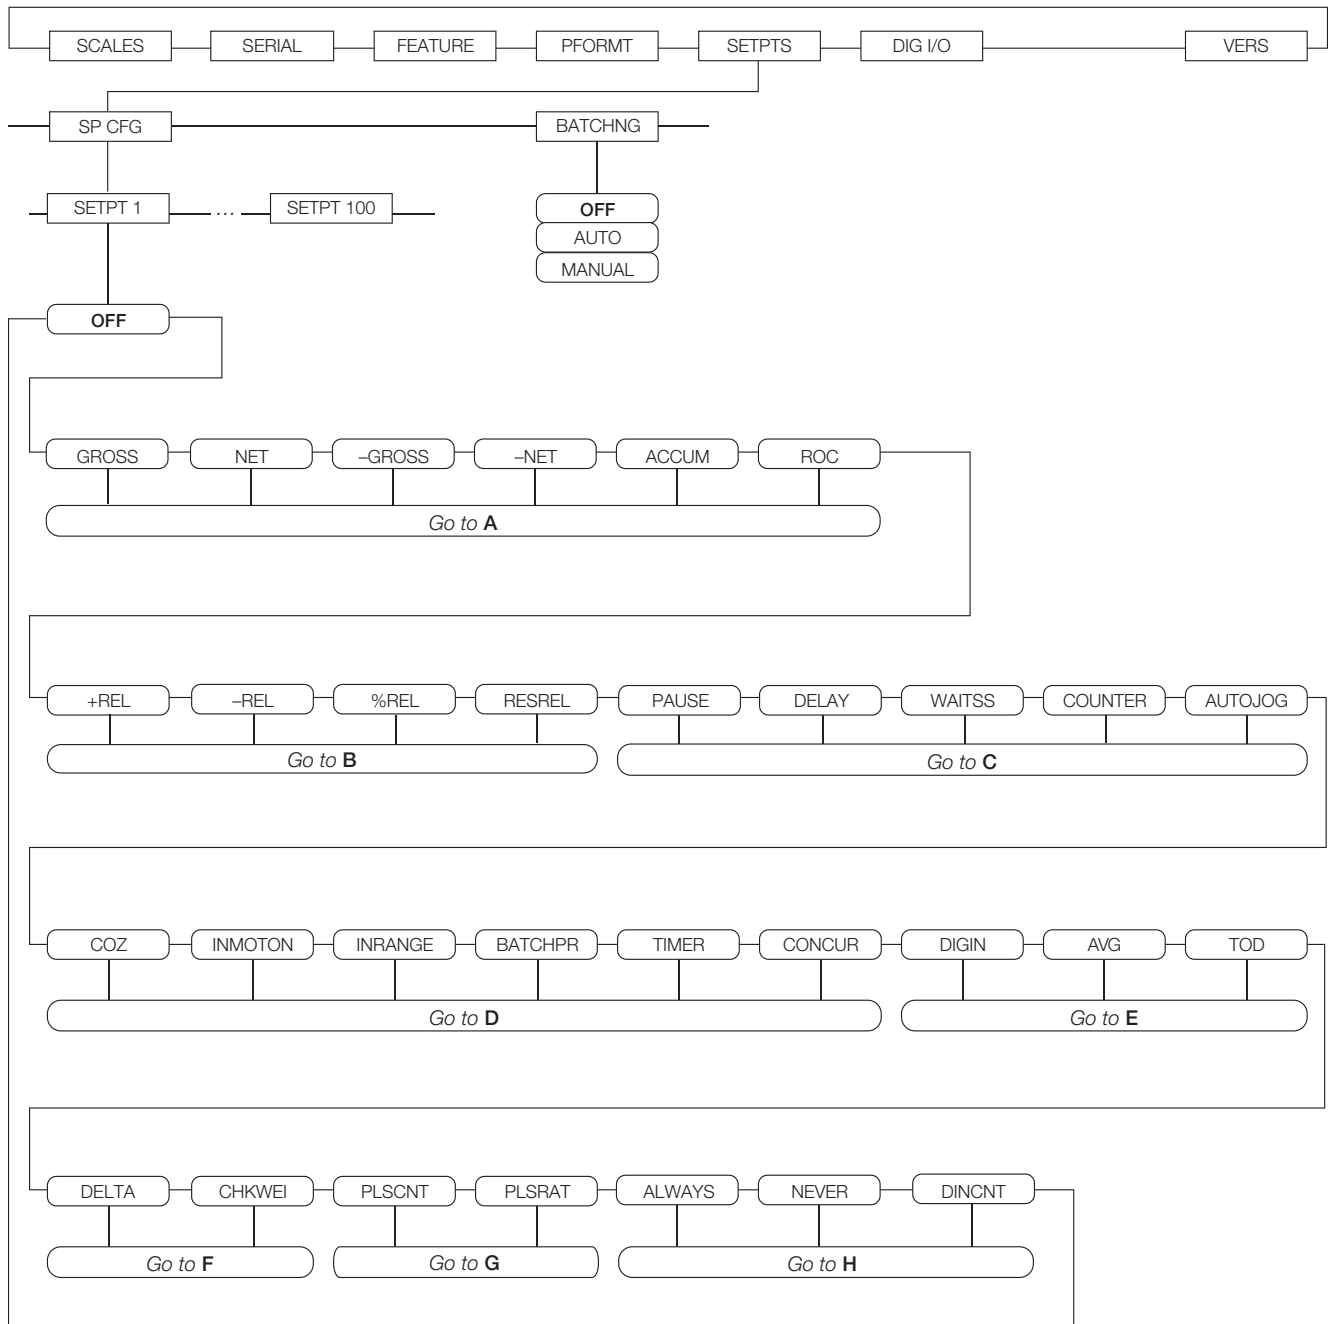 SCALES SERIAL FEATURE PFORMT SETPTS DIG I/O VERS
SP CFG BATCHNG
SETPT 1 ... SETPT 100
OFF
AUTO
MANUAL
OFF
GROSS NET –GROSS –NET ACCUM ROC
Go to A
+REL –REL %REL RESREL PAUSE DELAY WAITSS COUNTER AUTOJOG
Go to B Go to C
COZ INMOTON INRANGE BATCHPR TIMER CONCUR DIGIN AVG TOD
Go to D Go to E
DELTA CHKWEI PLSCNT PLSRAT ALWAYS NEVER DINCNT
Go to F Go to G Go to H